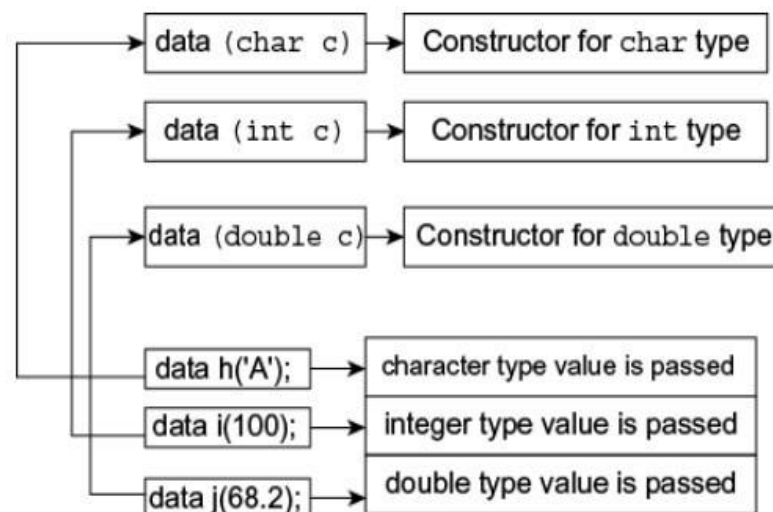 data (char c)
Constructor for char type
data (int c)
Constructor for int type
data (double c)
Constructor for double type
data h('A');
character type value is passed
data i(100);
integer type value is passed
data j(68.2);
double type value is passed